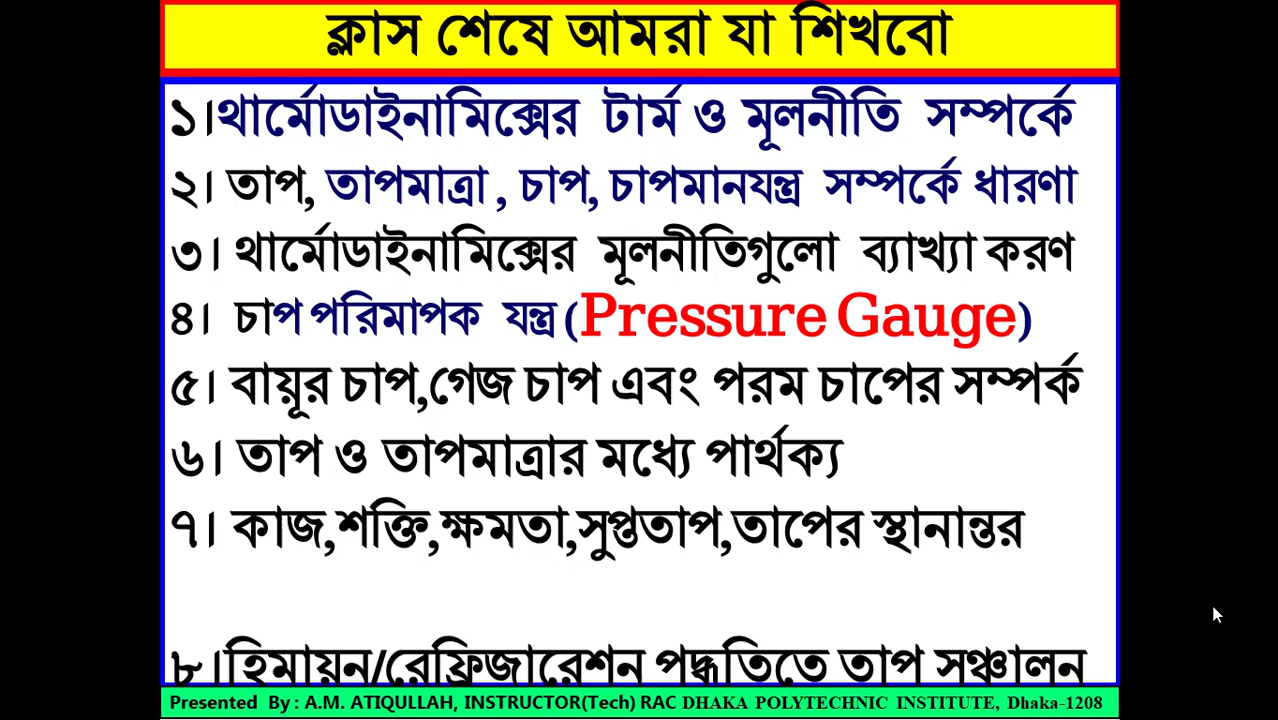 ক্লাস শেষে আমরা যা শিখবো
১।থার্মোডাইনামিক্সের টার্ম ও মূলনীতি সম্পর্কে
২। তাপ, তাপমাত্রা , চাপ, চাপমানযন্ত্র সম্পর্কে ধারণা
৩। থার্মোডাইনামিক্সের মূলনীতিগুলো ব্যাখ্যা করণ
৪। চাপ পরিমাপক যন্ত্র (Pressure Gauge)
৫। বায়ূর চাপ,গেজ চাপ এবং পরম চাপের সম্পর্ক
৬। তাপ ও তাপমাত্রার মধ্যে পার্থক্য
৭। কাজ,শক্তি,ক্ষমতা,সুপ্ততাপ,তাপের স্থানান্তর
৮।হিমায়ন/রেফ্রিজারেশন পদ্ধতিতে তাপ সঞ্চালন
Presented By : A.M. ATIQULLAH, INSTRUCTOR(Tech) RAC DHAKA POLYTECHNIC INSTITUTE, Dhaka-1208